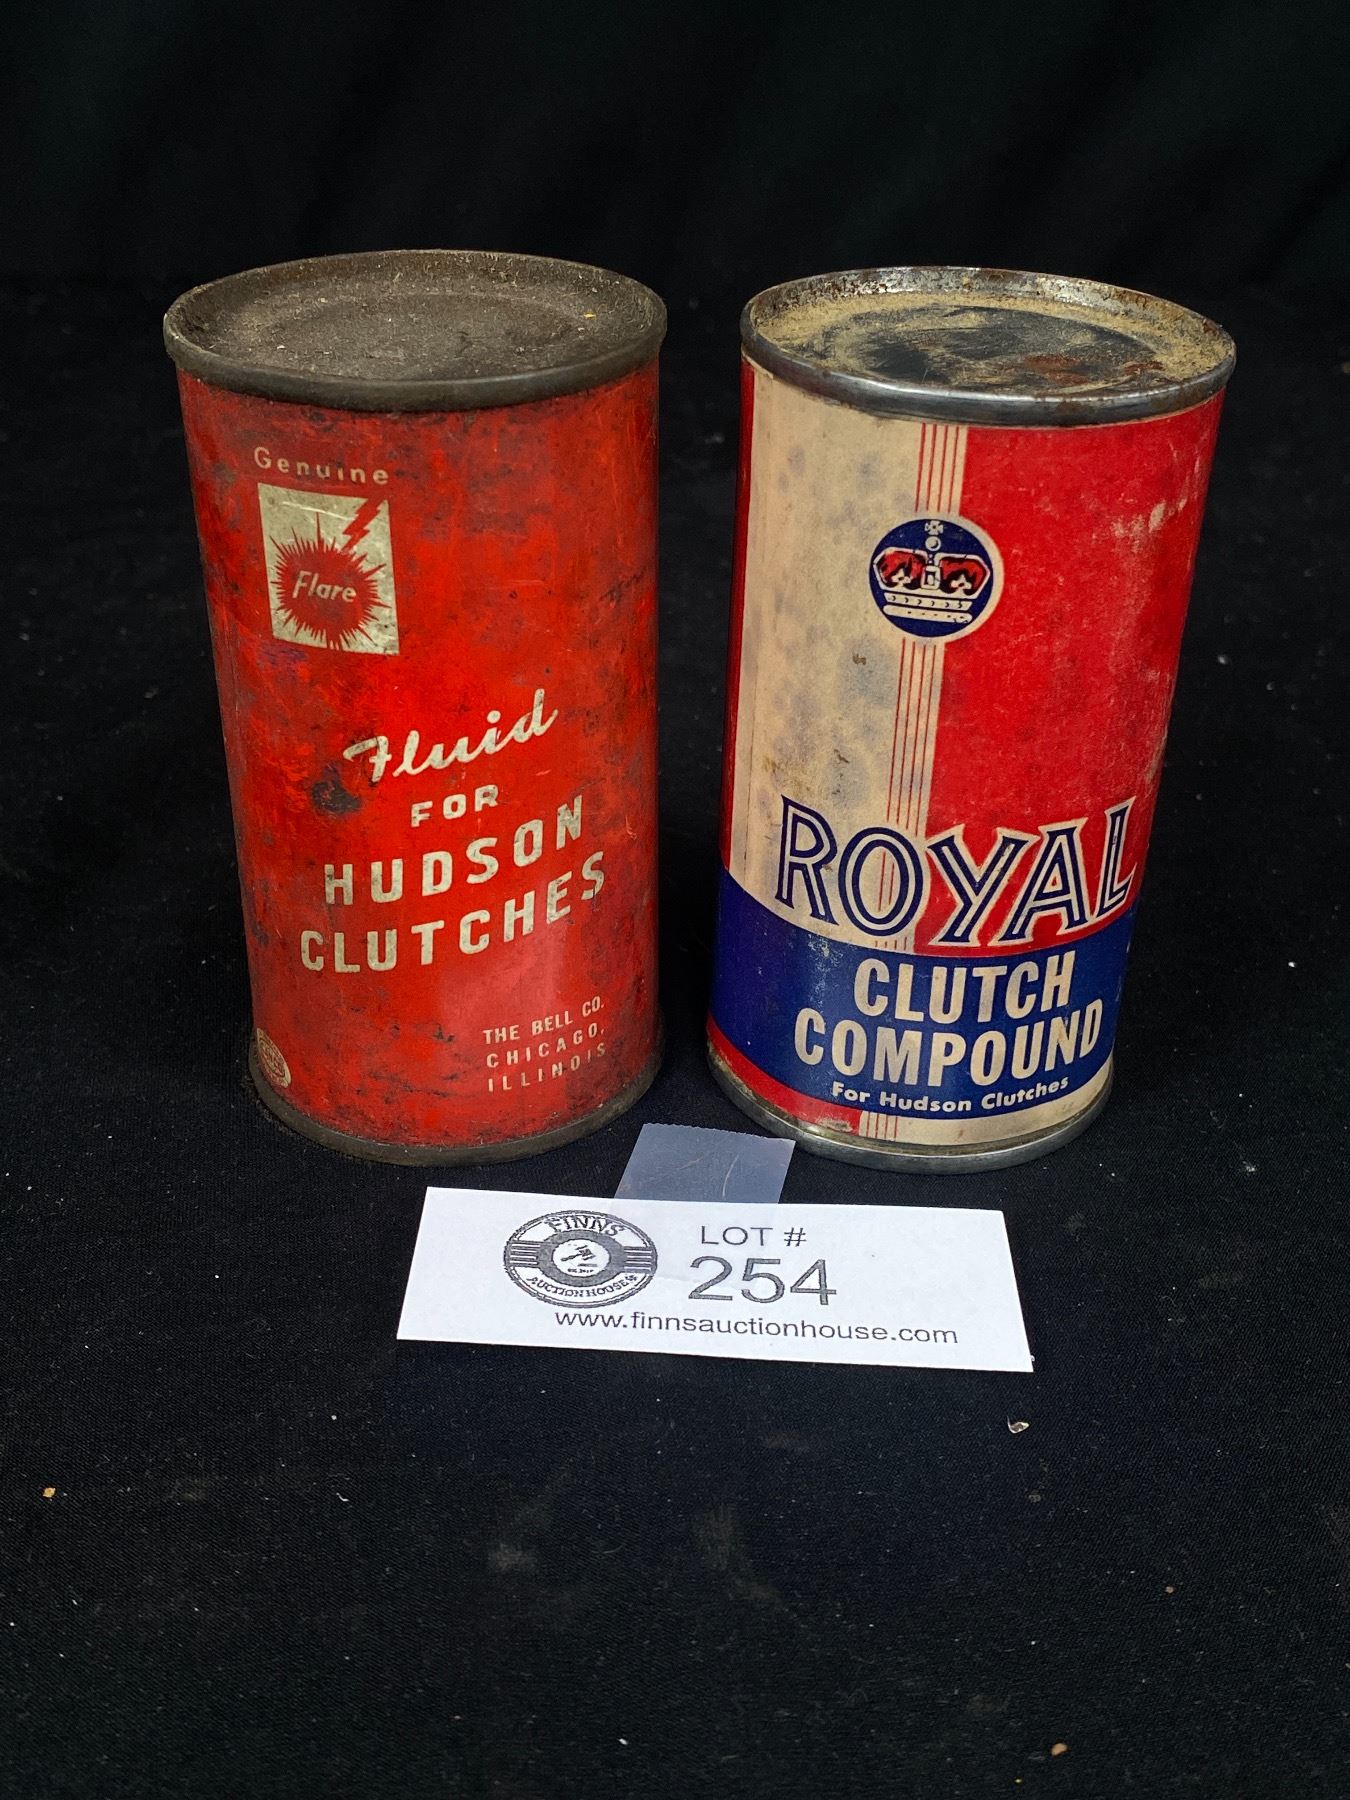 Genuine
Flare
Fluid
FOR
HUDSON
CLUTCHES
THE BELL CO.
CHICAGO,
ILLINOIS
ROYAL
CLUTCH
COMPOUND
For Hudson Clutches
FINNS
AUCTION HOUSE
LOT #
254
www.finnsauctionhouse.com